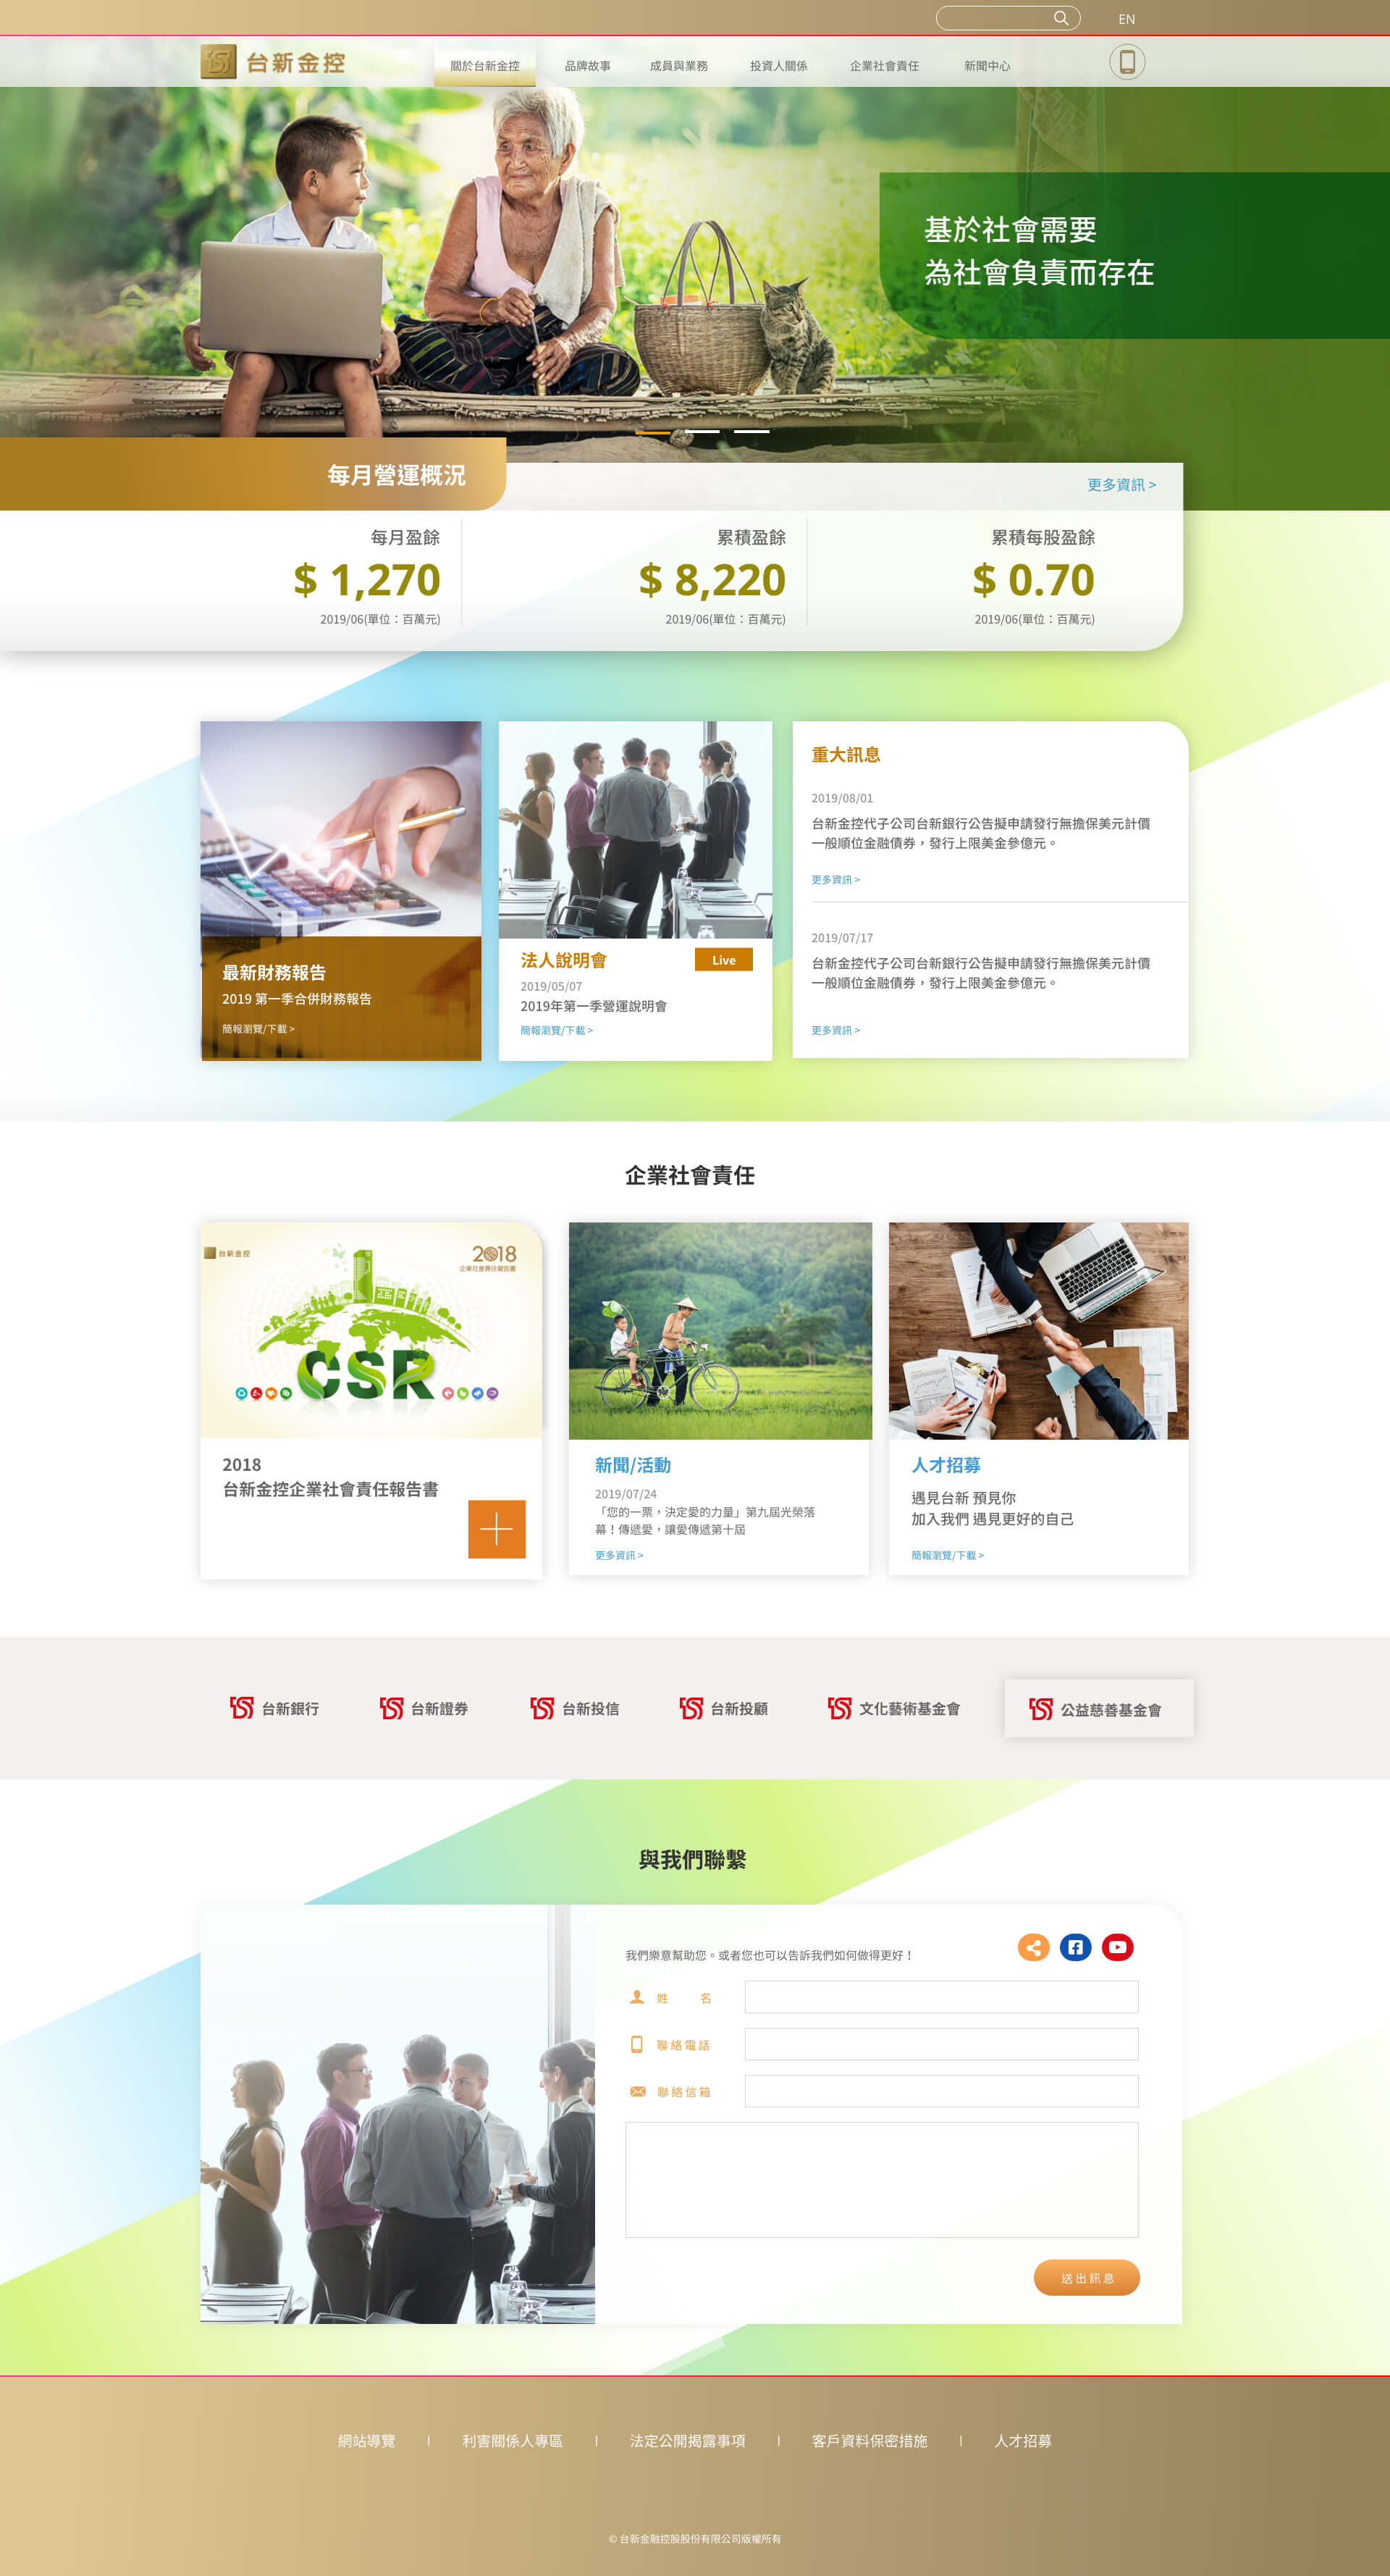 EN
台新金控
關於台新金控
品牌故事
成員與業務
投資人關係
企業社會責任
新聞中心
基於社會需要
為社會負責而存在
每月營運概況
更多資訊 >
每月盈餘
$ 1,270
2019/06(單位：百萬元)
累積盈餘
$ 8,220
2019/06(單位：百萬元)
累積每股盈餘
$ 0.70
2019/06(單位：百萬元)
最新財務報告
2019 第一季合併財務報告
簡報瀏覽/下載 >
法人說明會
Live
2019/05/07
2019年第一季營運說明會
簡報瀏覽/下載 >
重大訊息
2019/08/01
台新金控代子公司台新銀行公告擬申請發行無擔保美元計價
一般順位金融債券，發行上限美金參億元。
更多資訊 >
2019/07/17
台新金控代子公司台新銀行公告擬申請發行無擔保美元計價
一般順位金融債券，發行上限美金參億元。
更多資訊 >
企業社會責任
台新金控
2018
企業社會責任報告書
CSR
2018
台新金控企業社會責任報告書
新聞/活動
2019/07/24
「您的一票，決定愛的力量」第九屆光榮落
幕！傳遞愛，讓愛傳遞第十屆
更多資訊 >
人才招募
遇見台新 預見你
加入我們 遇見更好的自己
簡報瀏覽/下載 >
台新銀行
台新證券
台新投信
台新投顧
文化藝術基金會
公益慈善基金會
與我們聯繫
我們樂意幫助您。或者您也可以告訴我們如何做得更好！
姓 名
聯絡電話
聯絡信箱
送出訊息
網站導覽 | 利害關係人專區 | 法定公開揭露事項 | 客戶資料保密措施 | 人才招募
© 台新金融控股股份有限公司版權所有